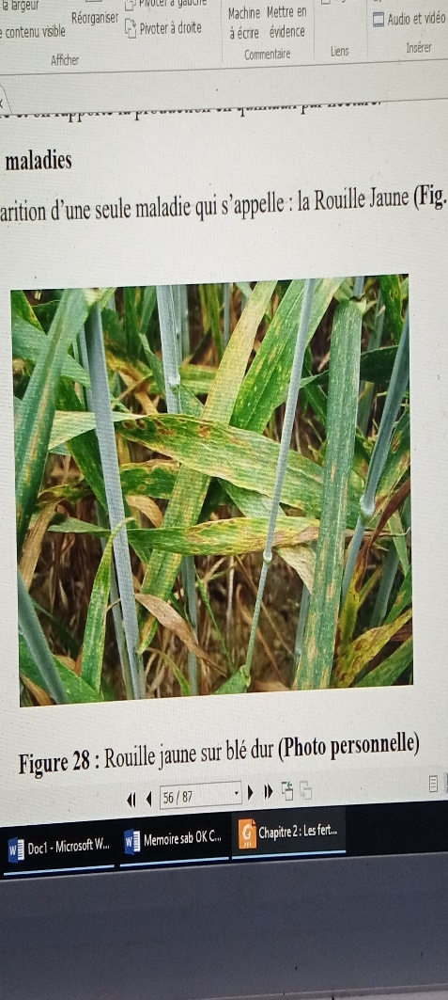 la largeur
Réorganiser
Pivoter à gauche
contenu visible
Pivoter à droite
Machine à écrire
Mettre en évidence
Audio et vidéo
Afficher
Commentaire
Liens
Insérer
maladies
arition d'une seule maladie qui s'appelle : la Rouille Jaune (Fig.
Figure 28 : Rouille jaune sur blé dur (Photo personnelle)
56 / 87
Doc1 - Microsoft W...
Memoire sab OK C...
Chapitre 2 : Les fert...